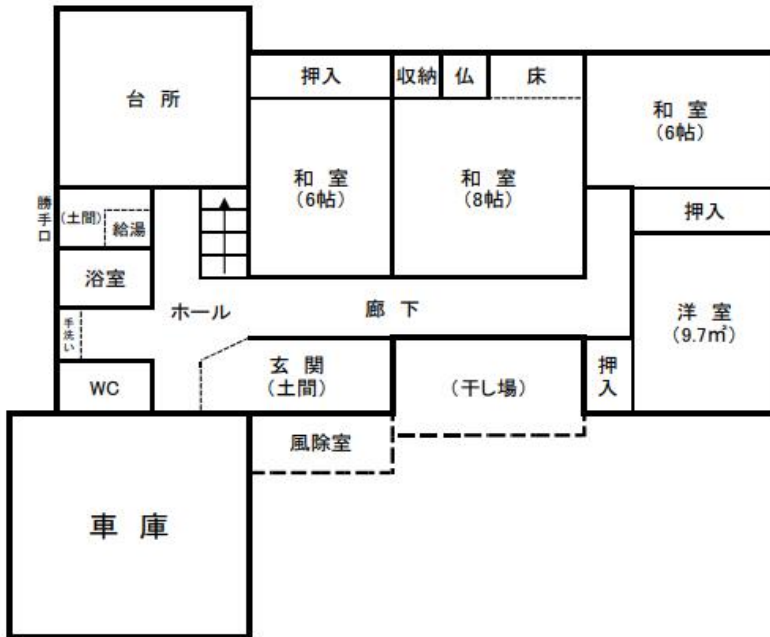 台 所
押入
収納
仏
床
和 室
(6帖)
和 室
(6帖)
和 室
(8帖)
勝手口
(土間)
給湯
押入
浴室
ホール
廊 下
洋 室
(9.7㎡)
手洗い
WC
玄 関
(土間)
(干し場)
押入
風除室
車 庫